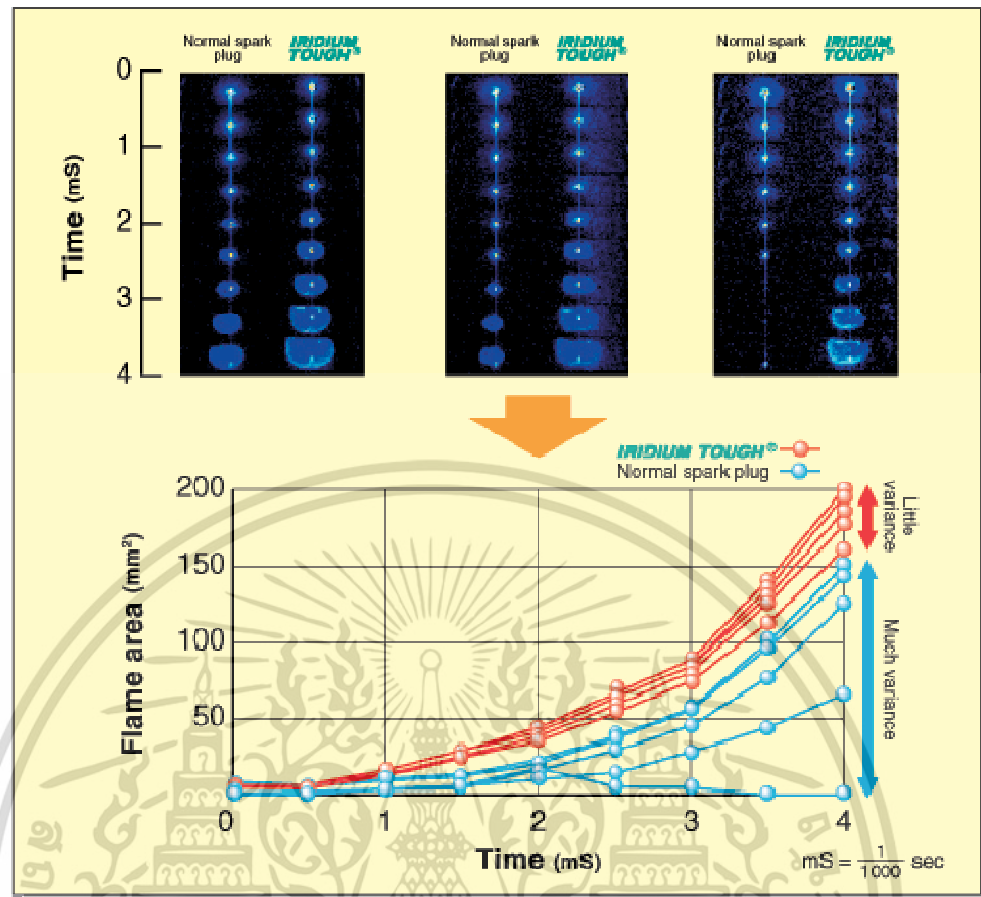 Normal spark plug
IRIDIUM TOUGH®
Normal spark plug
IRIDIUM TOUGH®
Normal spark plug
IRIDIUM TOUGH®
Time (mS)
0
1
2
3
4
IRIDIUM TOUGH®
Normal spark plug
Flame area (mm²)
200
150
100
50
Little variance
Much variance
0
1
2
3
4
Time (mS)
mS = 1/1000 sec